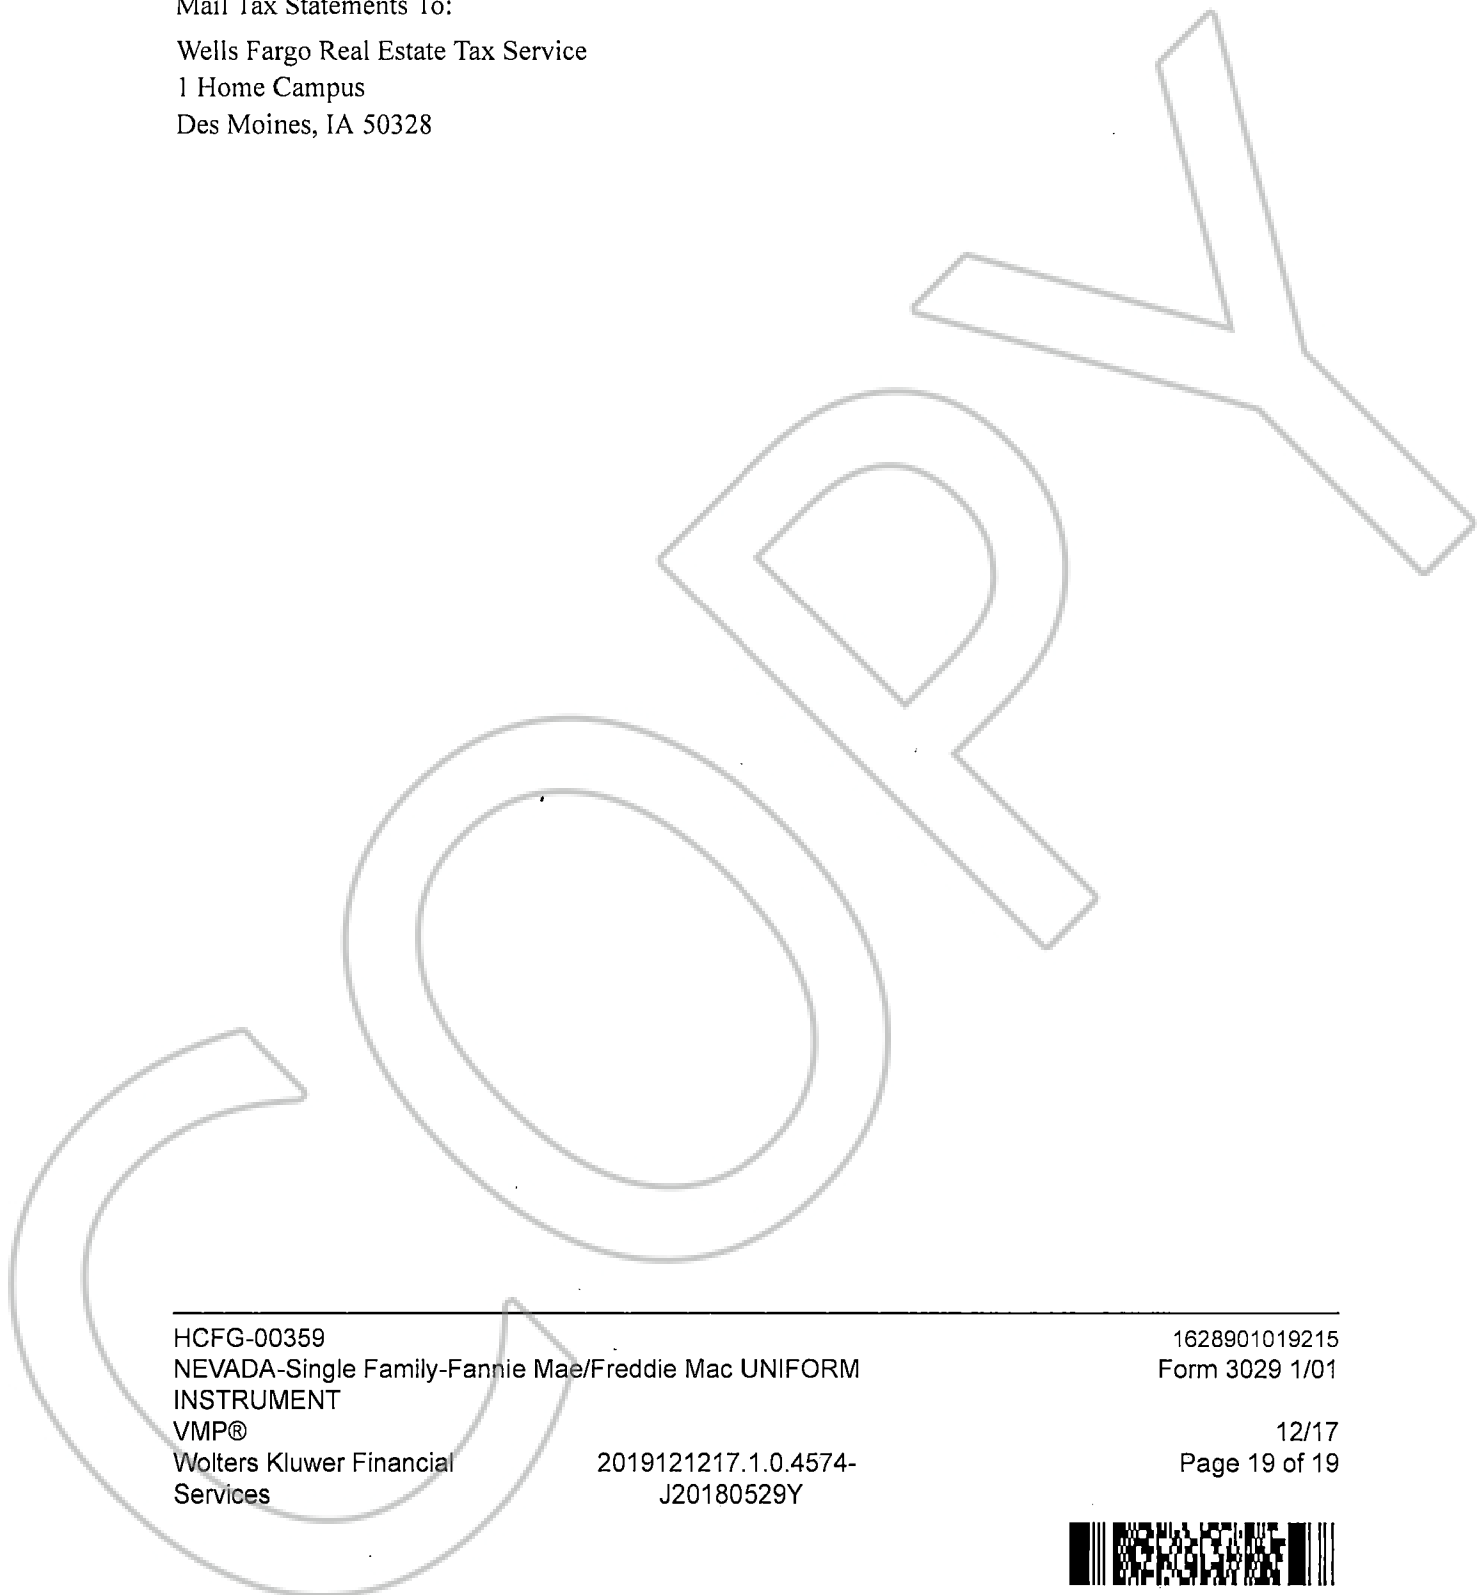 Mail Tax Statements To:
Wells Fargo Real Estate Tax Service
1 Home Campus
Des Moines, IA 50328
COPY
HCFG-00359 1628901019215
NEVADA-Single Family-Fannie Mae/Freddie Mac UNIFORM Form 3029 1/01
INSTRUMENT
VMP® 12/17
Wolters Kluwer Financial 2019121217.1.0.4574- Page 19 of 19
Services J20180529Y